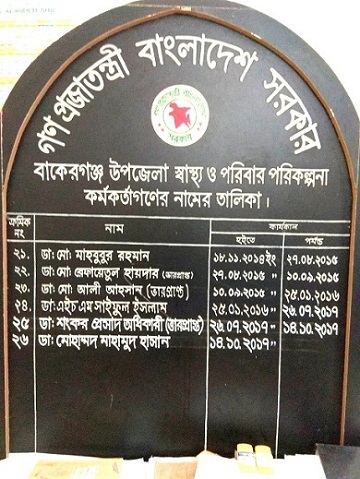 গণ প্রজাতন্ত্রী বাংলাদেশ সরকার
বাকেরগঞ্জ উপজেলা স্বাস্থ্য ও পরিবার পরিকল্পনা
কর্মকর্তাগণের নামের তালিকা।
ক্রমিক নং নাম কার্যকাল
হইতে পর্যন্ত
২১. ডা: মো: মাহবুবুর রহমান ১৮.১১.২০১৪ইং ২৭.০৮.২০১৫
২২. ডা: মো: রেফায়েতুল হায়দার (ভারপ্রাপ্ত) ২৭.০৮.২০১৫ " ১০.০৯.২০১৫
২৩. ডা: মো: আলী আহসান (ভারপ্রাপ্ত) ১০.০৯.২০১৫ " ২৫.০১.২০১৬
২৪. ডা:এইচ এম সাইফুল ইসলাম ২৫.০১.২০১৬ " ২৬.০৭.২০১৭
২৫ ডা: শংকর প্রসাদ অধিকারী (ভারপ্রাপ্ত) ২৬.০৭.২০১৭ " ১৪.১০.২০১৭
২৬ ডা: মোহাম্মদ মাহামুদ হাসান ১৪.১০.২০১৭ "